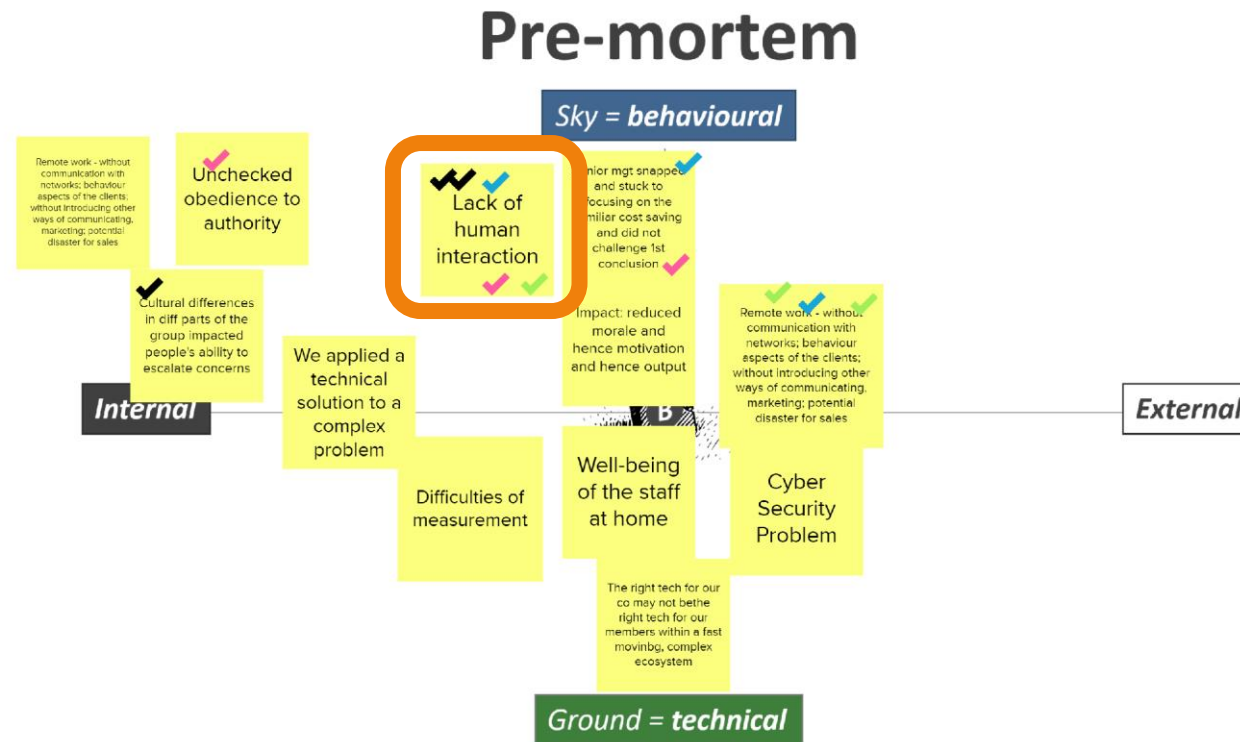 Pre-mortem
Sky = behavioural
Remote work - without
communication with
networks; behaviour
aspects of the clients;
without introducing other
ways of communicating,
marketing; potential
disaster for sales
Unchecked
obedience to
authority
Lack of
human
interaction
nior mgt snapped
and stuck to
focusing on the
miliar cost saving
and did not
challenge 1st
conclusion
Impact: reduced
morale and
hence motivation
and hence output
Cultural differences
in diff parts of the
group impacted
people's ability to
escalate concerns
Remote work - without
communication with
networks; behaviour
aspects of the clients;
without introducing other
ways of communicating,
marketing; potential
disaster for sales
We applied a
technical
solution to a
complex
problem
Internal
B
External
Difficulties of
measurement
Well-being
of the staff
at home
Cyber
Security
Problem
The right tech for our
co may not bethe
right tech for our
members within a fast
movinbg, complex
ecosystem
Ground = technical